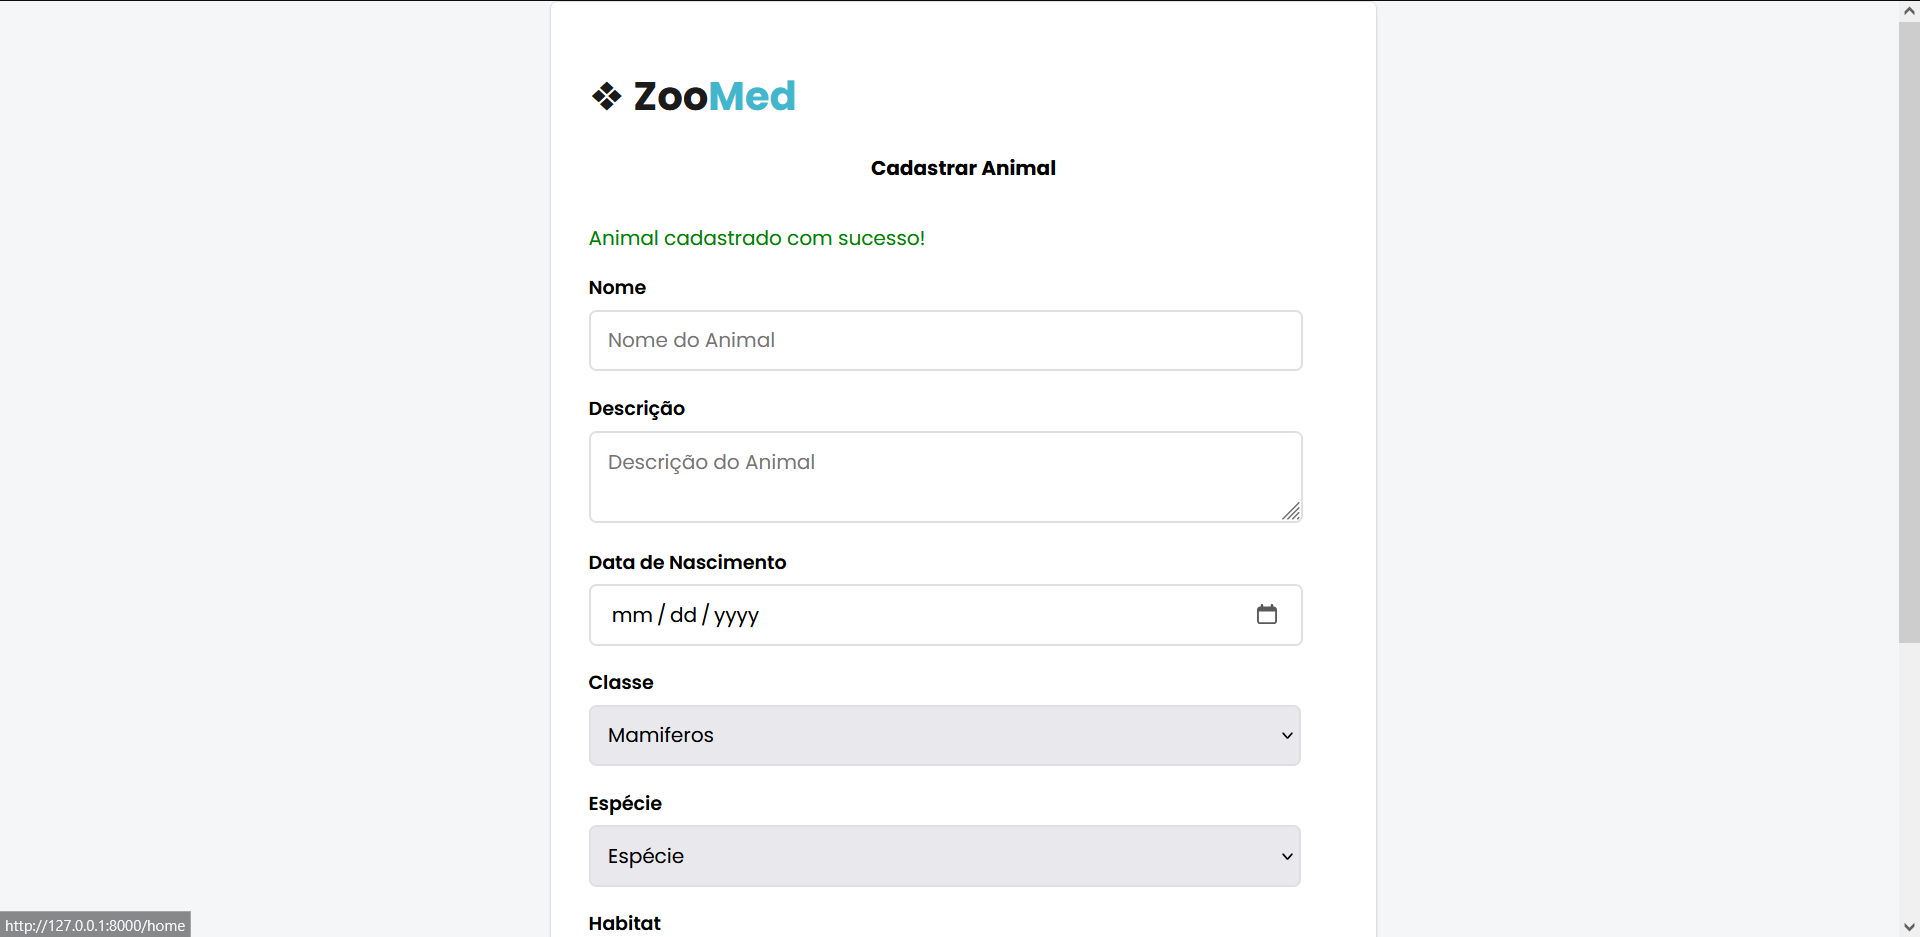 ❖ ZooMed
Cadastrar Animal
Animal cadastrado com sucesso!
Nome
Nome do Animal
Descrição
Descrição do Animal
Data de Nascimento
mm/dd/yyyy
Classe
Mamiferos
Espécie
Espécie
Habitat
http://127.0.0.1:8000/home